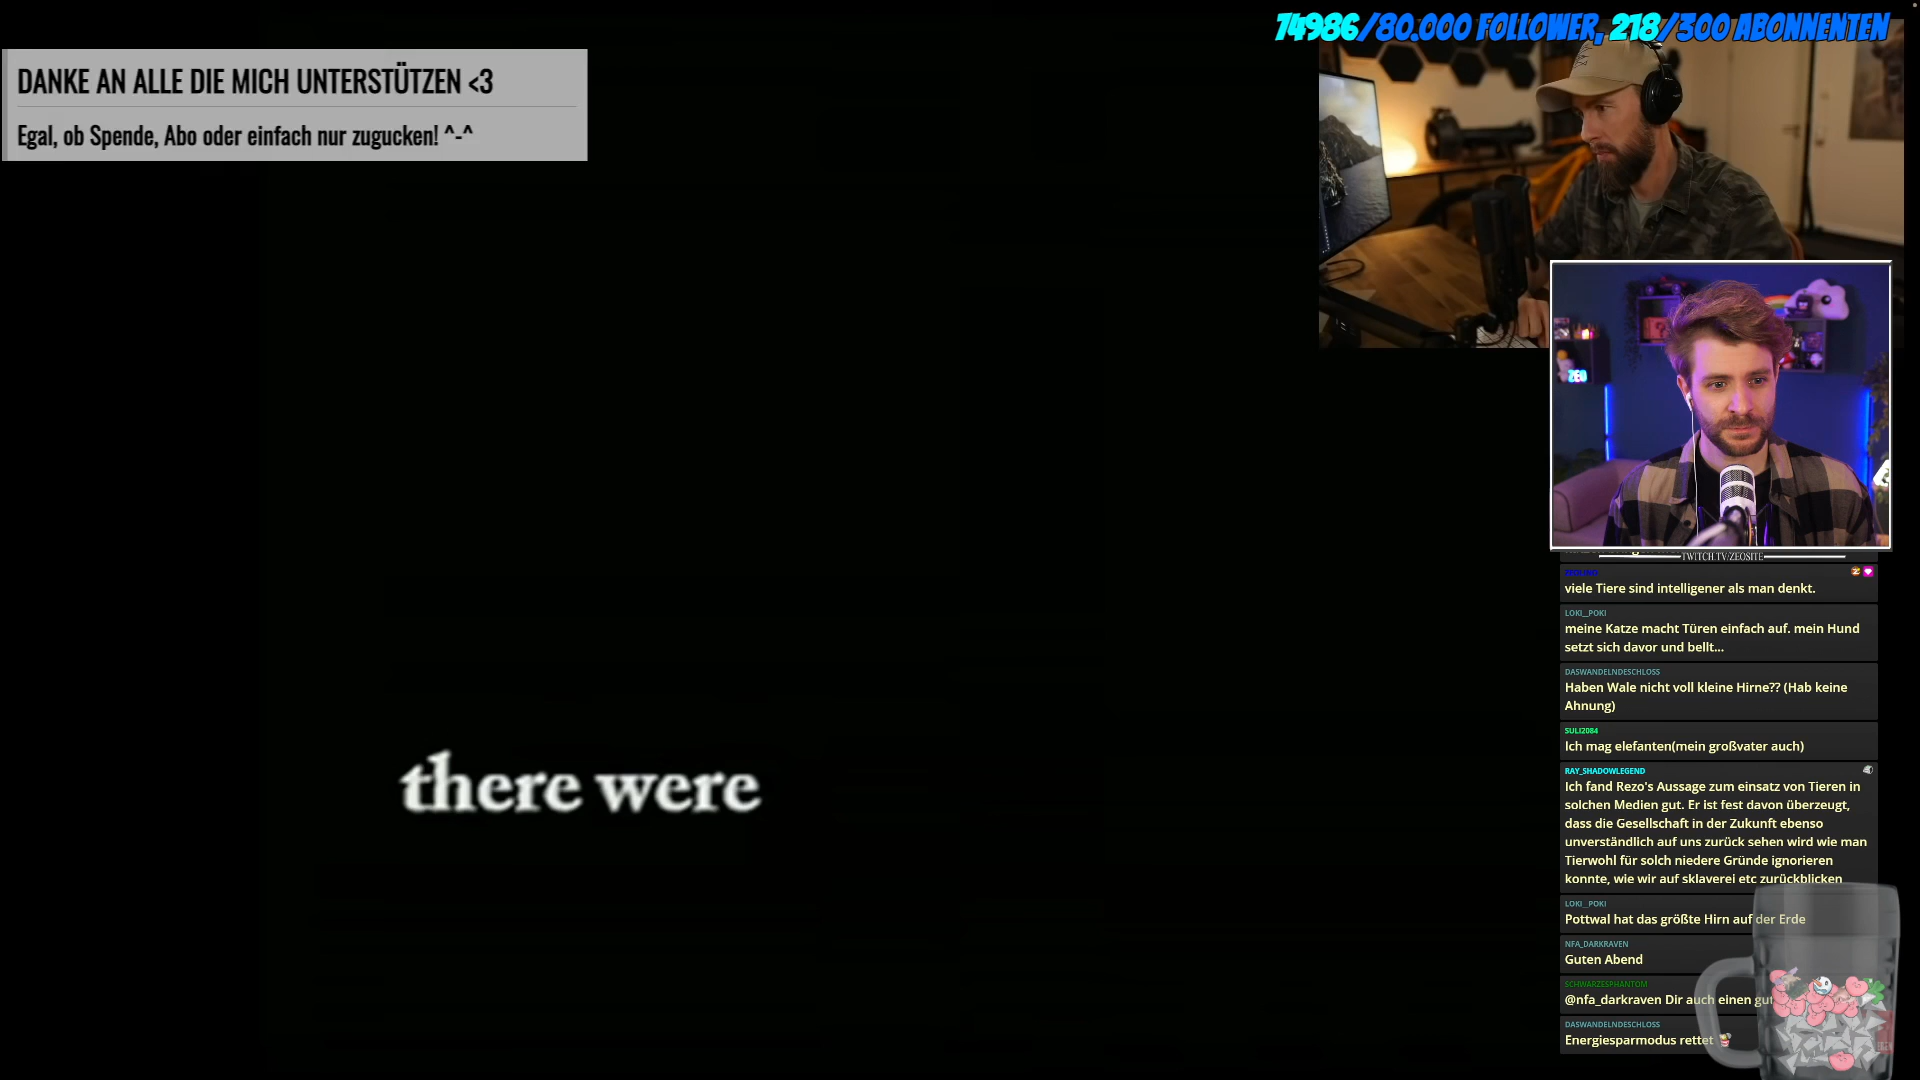 74986/80.000 FOLLOWER, 218/300 ABONNENTEN
DANKE AN ALLE DIE MICH UNTERSTÜTZEN <3
Egal, ob Spende, Abo oder einfach nur zugucken! ^-^
there were
ZEO
TWITCH.TV/ZEOSITE
viele Tiere sind intelligener als man denkt.
LOKI_POKI
meine Katze macht Türen einfach auf. mein Hund
setzt sich davor und bellt...
DASWANDELNDESCHLOSS
Haben Wale nicht voll kleine Hirne?? (Hab keine
Ahnung)
SULI2084
Ich mag elefanten(mein großvater auch)
RAY_SHADOWLEGEND
Ich fand Rezo's Aussage zum einsatz von Tieren in
solchen Medien gut. Er ist fest davon überzeugt,
dass die Gesellschaft in der Zukunft ebenso
unverständlich auf uns zurück sehen wird wie man
Tierwohl für solch niedere Gründe ignorieren
konnte, wie wir auf sklaverei etc zurückblicken
LOKI_POKI
Pottwal hat das größte Hirn auf der Erde
NFA_DARKRAVEN
Guten Abend
SCHWARZESPHANTOM
@nfa_darkraven Dir auch einen
DASWANDELNDESCHLOSS
Energiesparmodus rettet